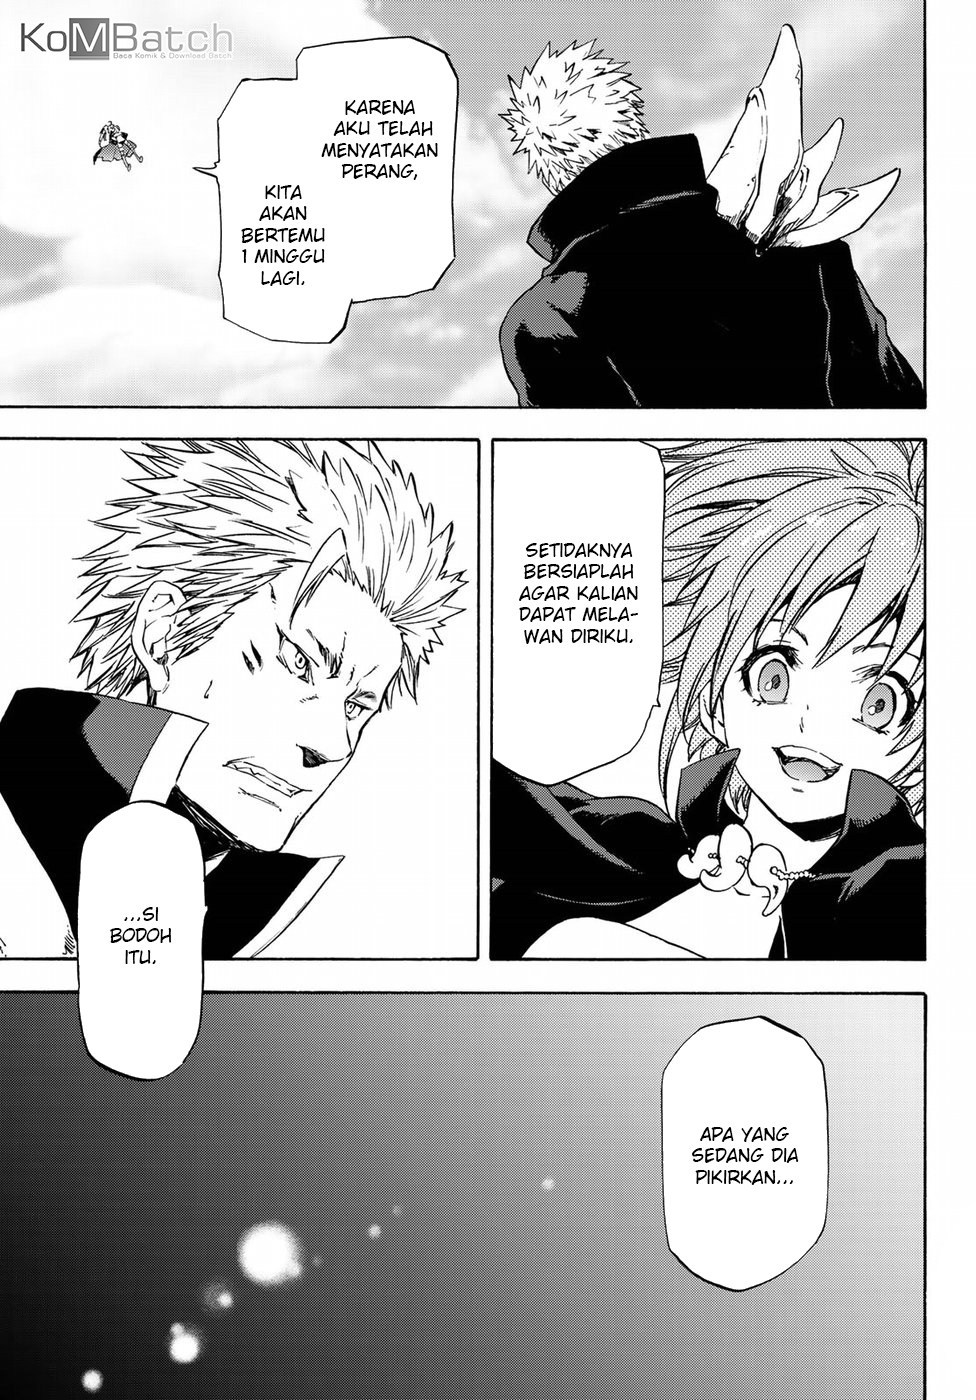 KoMBatch
Baca Komik & Download Batch
KARENA
AKU TELAH
MENYATAKAN
PERANG,
KITA
AKAN
BERTEMU
1 MINGGU
LAGI.
SETIDAKNYA
BERSIAPLAH
AGAR KALIAN
DAPAT MELA-
WAN DIRIKU.
...SI
BODOH
ITU.
APA YANG
SEDANG DIA
PIKIRKAN...